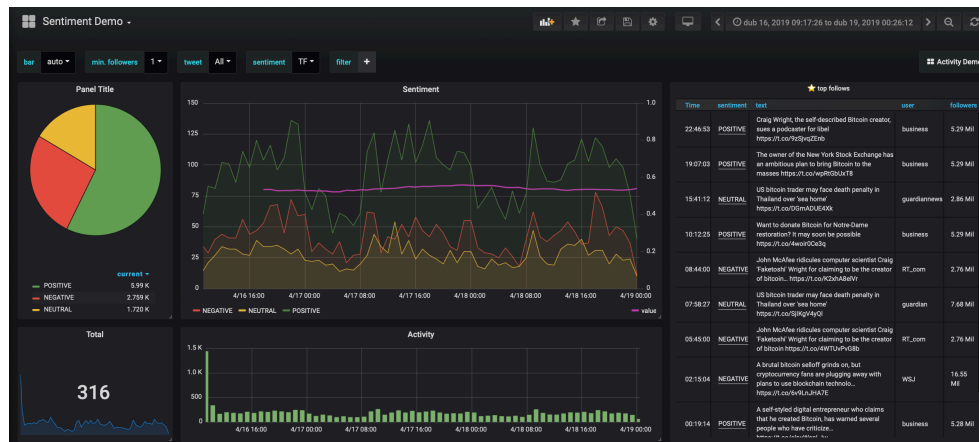 Sentiment Demo
dub 16, 2019 09:17:26 to dub 19, 2019 00:26:12
bar auto min. followers 1 tweet All sentiment TF filter +
Activity Demo
Panel Title
current
POSITIVE 5.99 K
NEGATIVE 2.759 K
NEUTRAL 1.720 K
Sentiment
150
125
100
75
50
25
0
1.0
0.8
0.6
0.4
0.2
0
4/16 16:00 4/17 00:00 4/17 08:00 4/17 16:00 4/18 00:00 4/18 08:00 4/18 16:00 4/19 00:00
NEGATIVE NEUTRAL POSITIVE value
Total
316
Activity
1.5 K
1.0 K
500
0
4/16 16:00 4/17 00:00 4/17 08:00 4/17 16:00 4/18 00:00 4/18 08:00 4/18 16:00 4/19 00:00
top follows
Time sentiment text user followers
22:46:53 POSITIVE Craig Wright, the self-described Bitcoin creator,
sues a podcaster for libel
https://t.co/9zSjvqZEnb
business 5.29 Mil
19:07:03 POSITIVE The owner of the New York Stock Exchange has
an ambitious plan to bring Bitcoin to the
masses https://t.co/wpRtGbUxTB
business 5.29 Mil
15:41:12 NEUTRAL US bitcoin trader may face death penalty in
Thailand over 'sea home'
https://t.co/DGmADUE4Xk
guardiannews 2.86 Mil
10:12:25 POSITIVE Want to donate Bitcoin for Notre-Dame
restoration? It may soon be possible
https://t.co/4woir0Ce3q
business 5.29 Mil
08:44:00 NEGATIVE John McAfee ridicules computer scientist Craig
'Faketoshi' Wright for claiming to be the creator
of bitcoin… https://t.co/K2xhA8eIVr
RT_com 2.76 Mil
07:58:27 NEUTRAL US bitcoin trader may face death penalty in
Thailand over 'sea home'
https://t.co/SjIKgV4yQl
guardian 7.68 Mil
05:45:00 NEGATIVE John McAfee ridicules computer scientist Craig
'Faketoshi' Wright for claiming to be the creator
of bitcoin https://t.co/4WTUvPvG8b
RT_com 2.76 Mil
02:15:04 NEGATIVE A brutal bitcoin selloff grinds on, but
cryptocurrency fans are plugging away with
plans to use blockchain technolo…
https://t.co/6v9LnJHA7E
WSJ 16.55
Mil
00:19:14 POSITIVE A self-styled digital entrepreneur who claims
that he created Bitcoin, has warned several
people who have criticize…
business 5.28 Mil